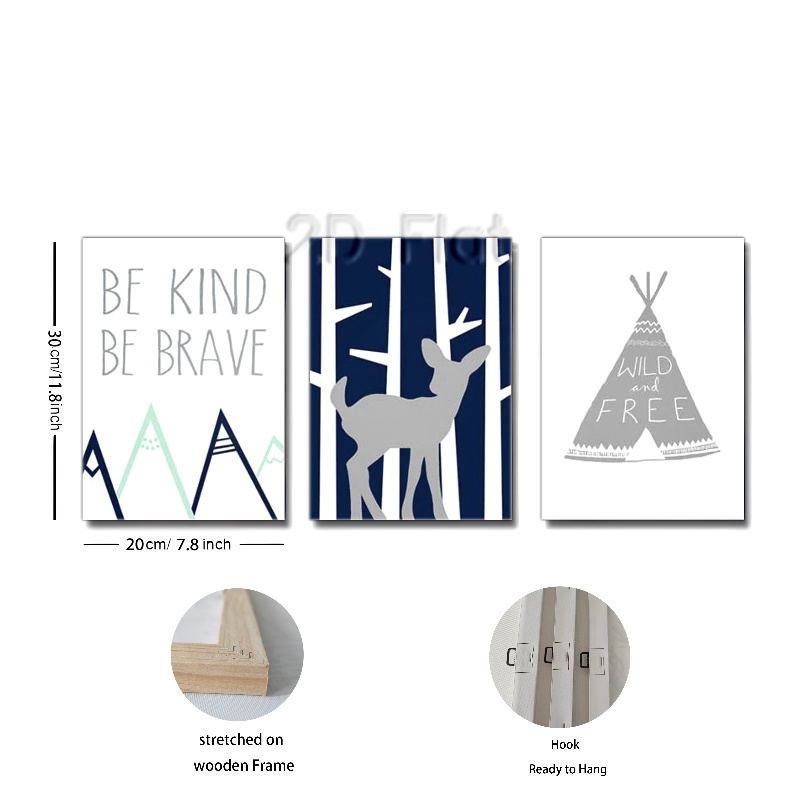 2D Flat
BE KIND
BE BRAVE
WILD
and
FREE
30cm/11.8inch
20cm/ 7.8 inch
stretched on
wooden Frame
Hook
Ready to Hang